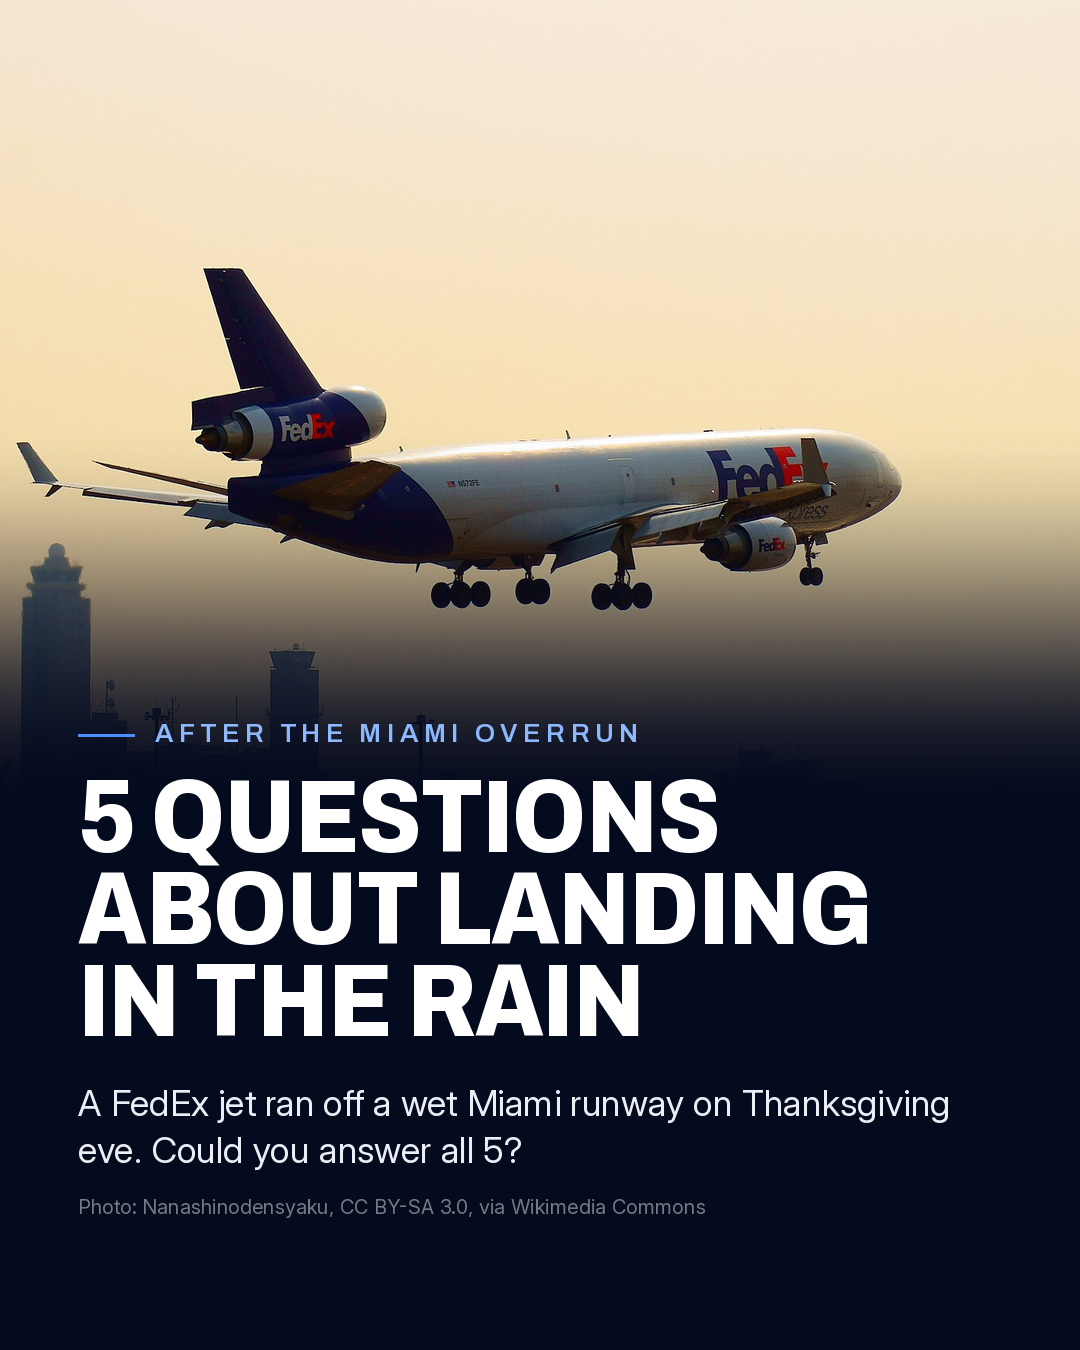 FedEx
N572FE
FedEx
FedEx
AFTER THE MIAMI OVERRUN
5 QUESTIONS
ABOUT LANDING
IN THE RAIN
A FedEx jet ran off a wet Miami runway on Thanksgiving
eve. Could you answer all 5?
Photo: Nanashinodensyaku, CC BY-SA 3.0, via Wikimedia Commons